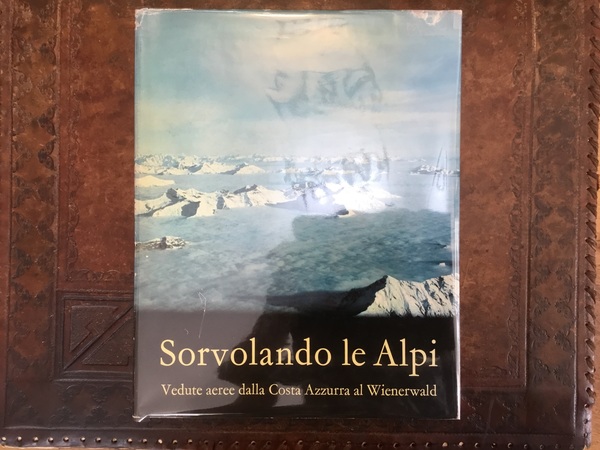 Sorvolando le Alpi
Vedute aeree dalla Costa Azzurra al Wienerwald